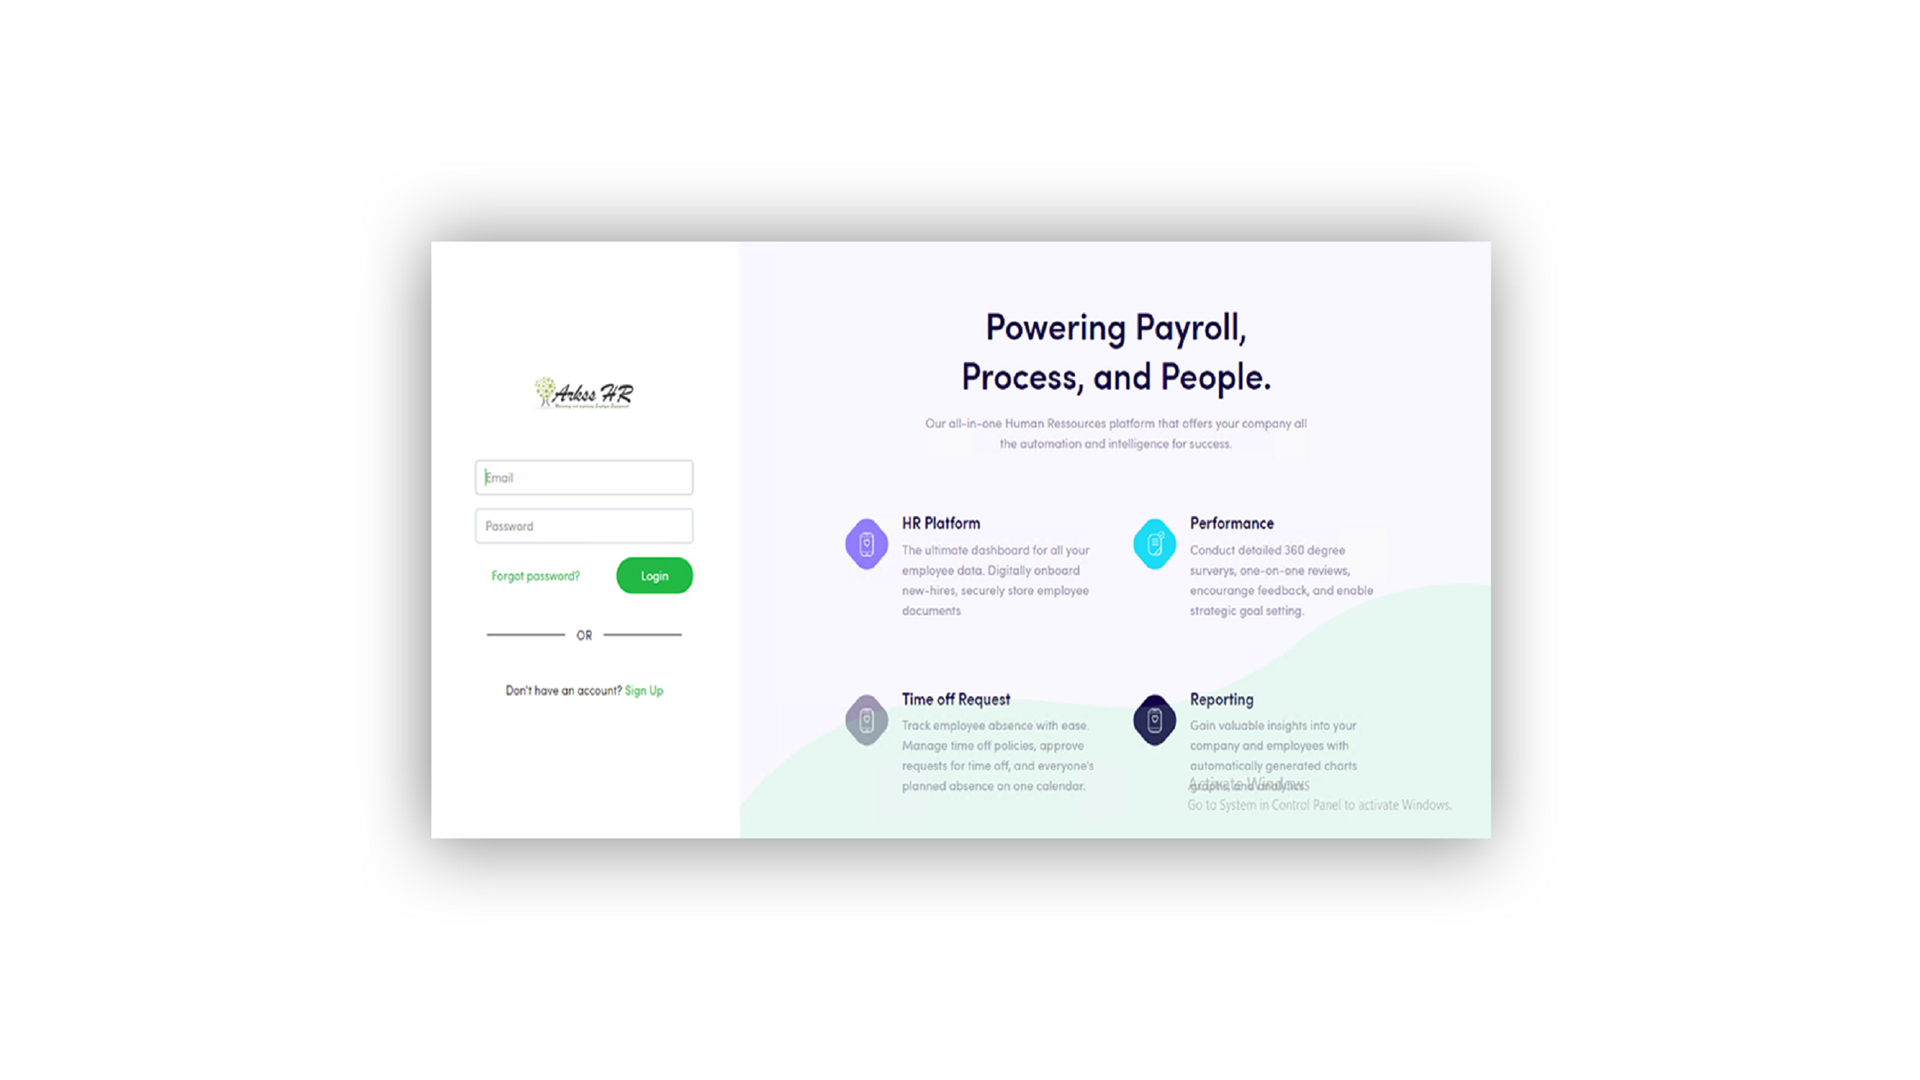 Arkss HR
Email
Password
Forgot password?
Login
OR
Don't have an account? Sign Up
Powering Payroll,
Process, and People.
Our all-in-one Human Ressources platform that offers your company all
the automation and intelligence for success.
HR Platform
The ultimate dashboard for all your
employee data. Digitally onboard
new-hires, securely store employee
documents
Performance
Conduct detailed 360 degree
surverys, one-on-one reviews,
encourange feedback, and enable
strategic goal setting.
Time off Request
Track employee absence with ease.
Manage time off policies, approve
requests for time off, and everyone's
planned absence on one calendar.
Reporting
Gain valuable insights into your
company and employees with
automatically generated charts
graphs, and analytics.
Activate Windows
Go to System in Control Panel to activate Windows.